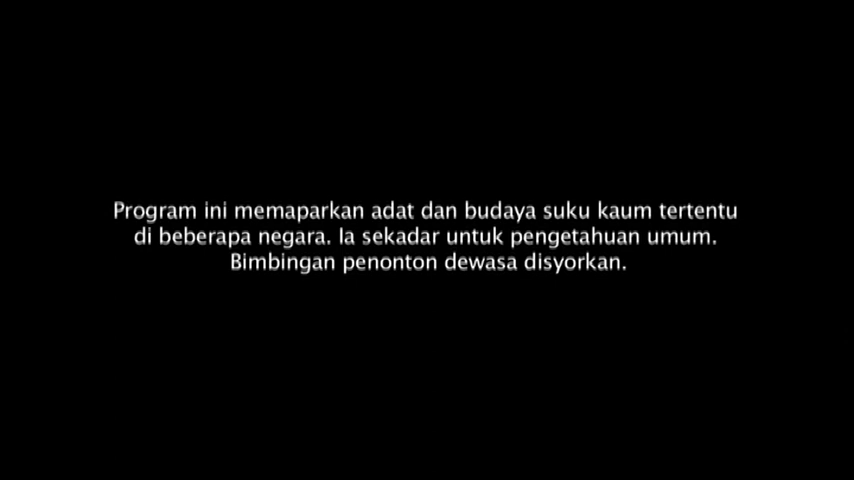 Program ini memaparkan adat dan budaya suku kaum tertentu
di beberapa negara. Ia sekadar untuk pengetahuan umum.
Bimbingan penonton dewasa disyorkan.